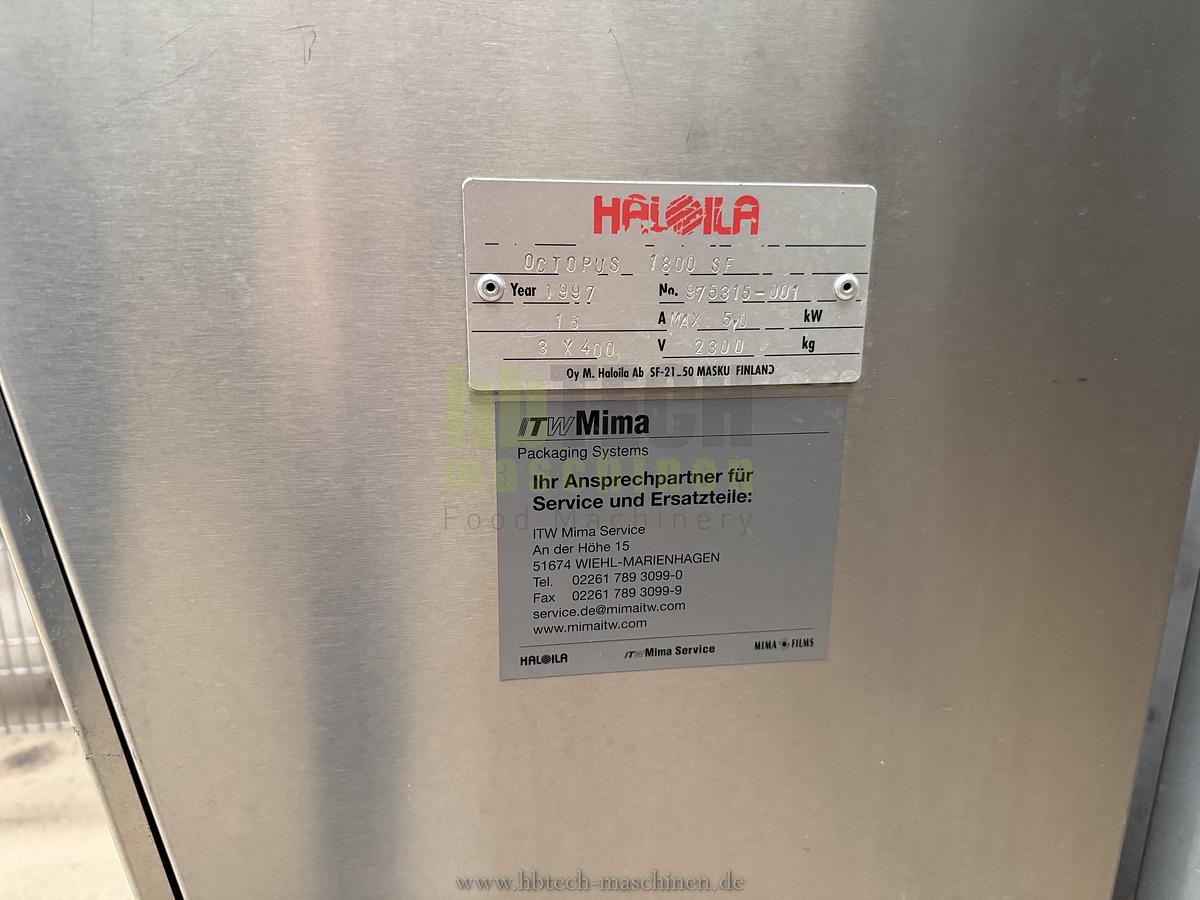 HALOILA
OCTOPUS 1800 SF
Year 1997 No. 975315-001
16 A MAX 5,0 kW
3 X 400 V 2300 kg
Oy M. Haloila Ab SF-21 50 MASKU FINLAND
hb TECH
maschinen
Food Machinery
ITW Mima
Packaging Systems
Ihr Ansprechpartner für
Service und Ersatzteile:
ITW Mima Service
An der Höhe 15
51674 WIEHL-MARIENHAGEN
Tel. 02261 789 3099-0
Fax 02261 789 3099-9
service.de@mimaitw.com
www.mimaitw.com
HALOILA ITW Mima Service MIMA FILMS
www.hbtech-maschinen.de